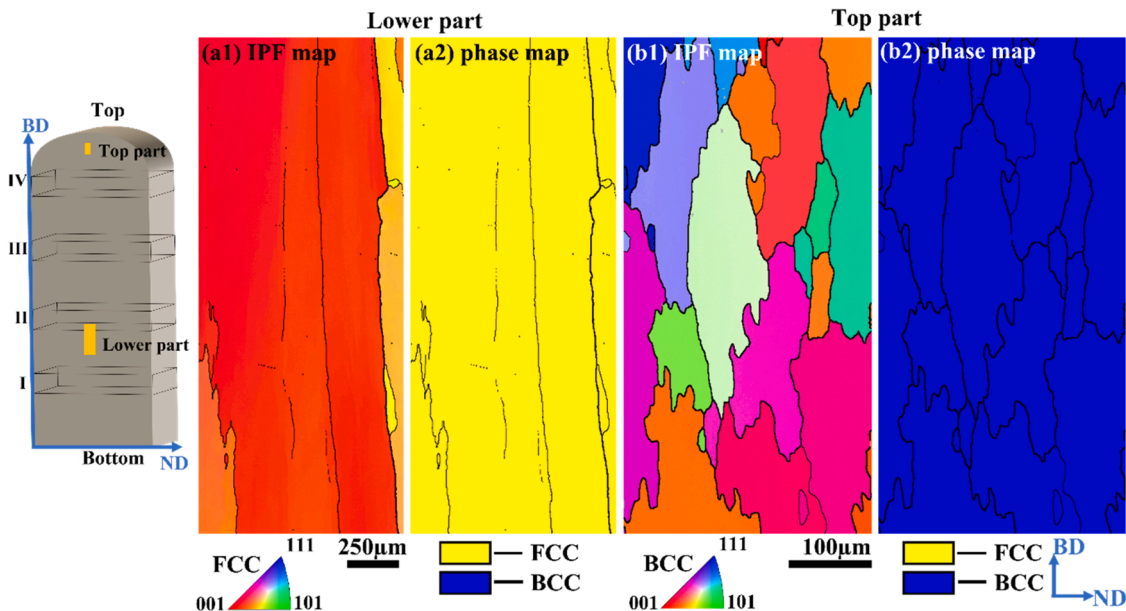 Lower part
Top part
(a1) IPF map
(a2) phase map
(b1) IPF map
(b2) phase map
Top
BD
Top part
IV
III
II
Lower part
I
Bottom
ND
FCC
111
001
101
250μm
FCC
BCC
BCC
111
001
101
100μm
FCC
BCC
BD
ND